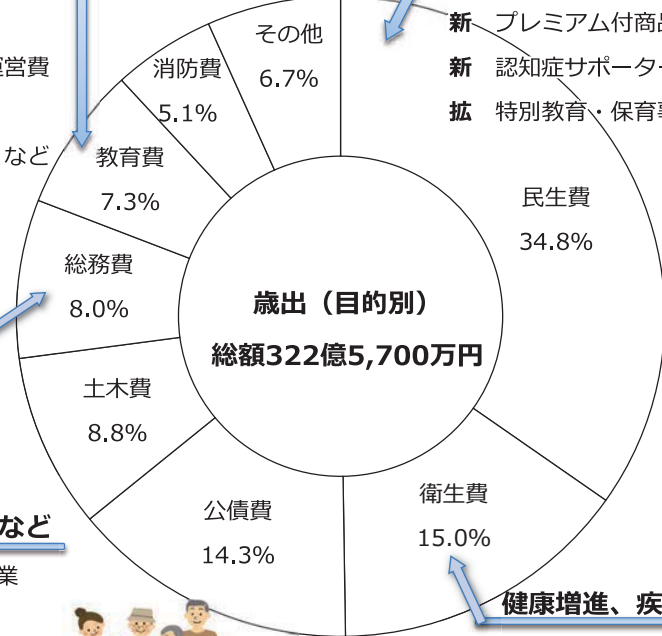 新 プレミアム付商品
新 認知症サポーター
拡 特別教育・保育事
運営費
など
その他
6.7%
消防費
5.1%
教育費
7.3%
民生費
34.8%
総務費
8.0%
歳出（目的別）
総額322億5,700万円
土木費
8.8%
衛生費
15.0%
公債費
14.3%
など
業
健康増進、疾